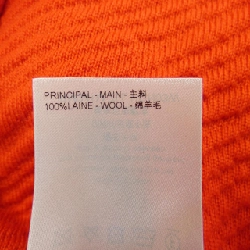 PRINCIPAL - MAIN - 主料
100% LAINE - WOOL - 绵羊毛